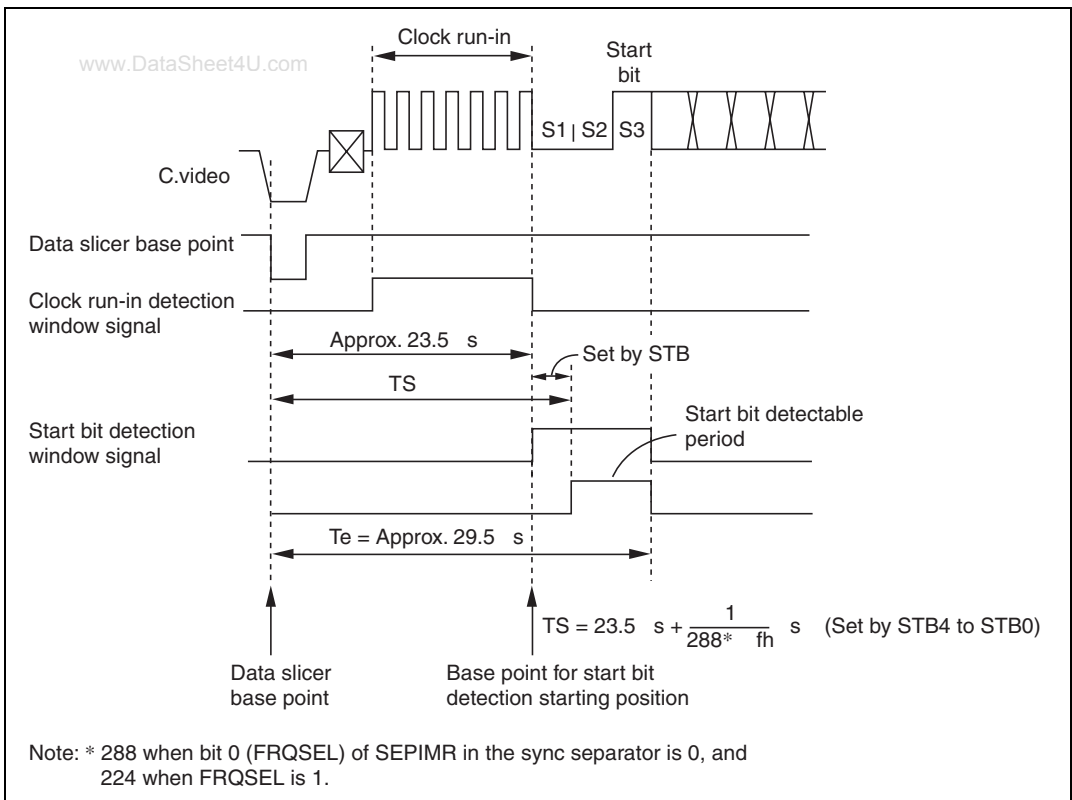 www.DataSheet4U.com
Clock run-in
Start
bit
S1 | S2 S3
C.video
Data slicer base point
Clock run-in detection
window signal
Approx. 23.5 s
Set by STB
TS
Start bit detection
window signal
Start bit detectable
period
Te = Approx. 29.5 s
TS = 23.5 s + 1 / 288* fh s (Set by STB4 to STB0)
Data slicer
base point
Base point for start bit
detection starting position
Note: * 288 when bit 0 (FRQSEL) of SEPIMR in the sync separator is 0, and
224 when FRQSEL is 1.